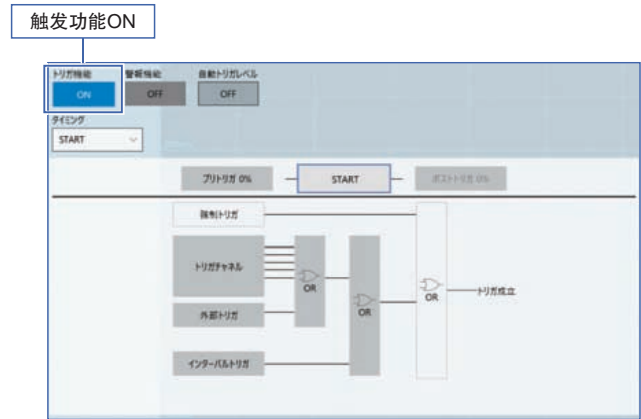 触发功能ON
トリガ機能 警報機能 自動トリガレベル
ON OFF OFF
タイミング
START
プリトリガ 0% START ポストトリガ 0%
強制トリガ
トリガチャネル
OR
OR
OR
トリガ成立
外部トリガ
インターバルトリガ